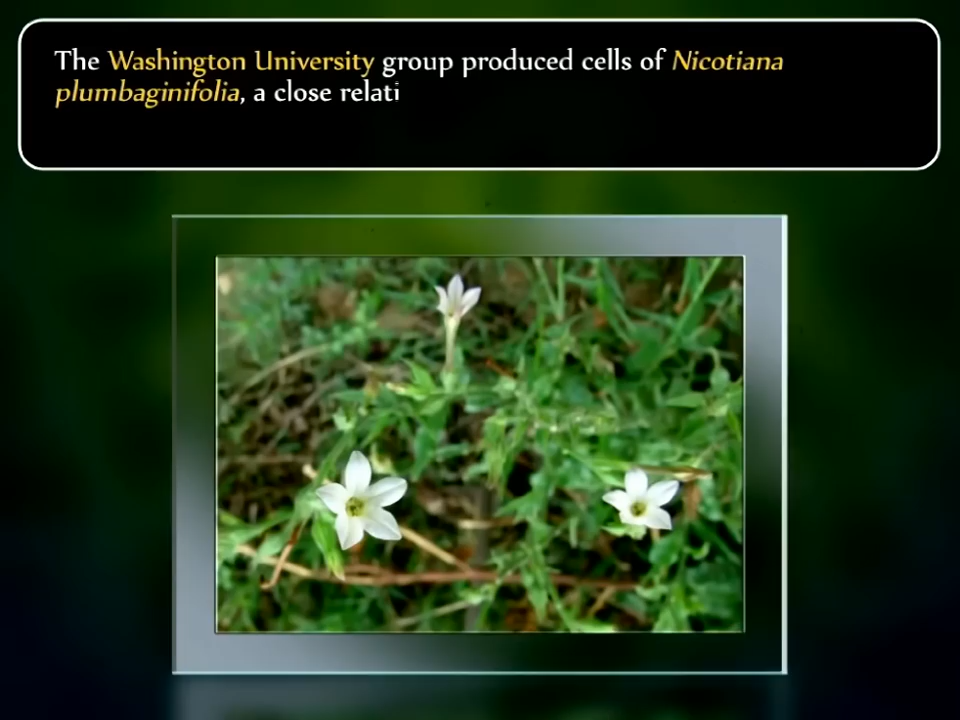 The Washington University group produced cells of Nicotiana
plumbaginifolia, a close relati